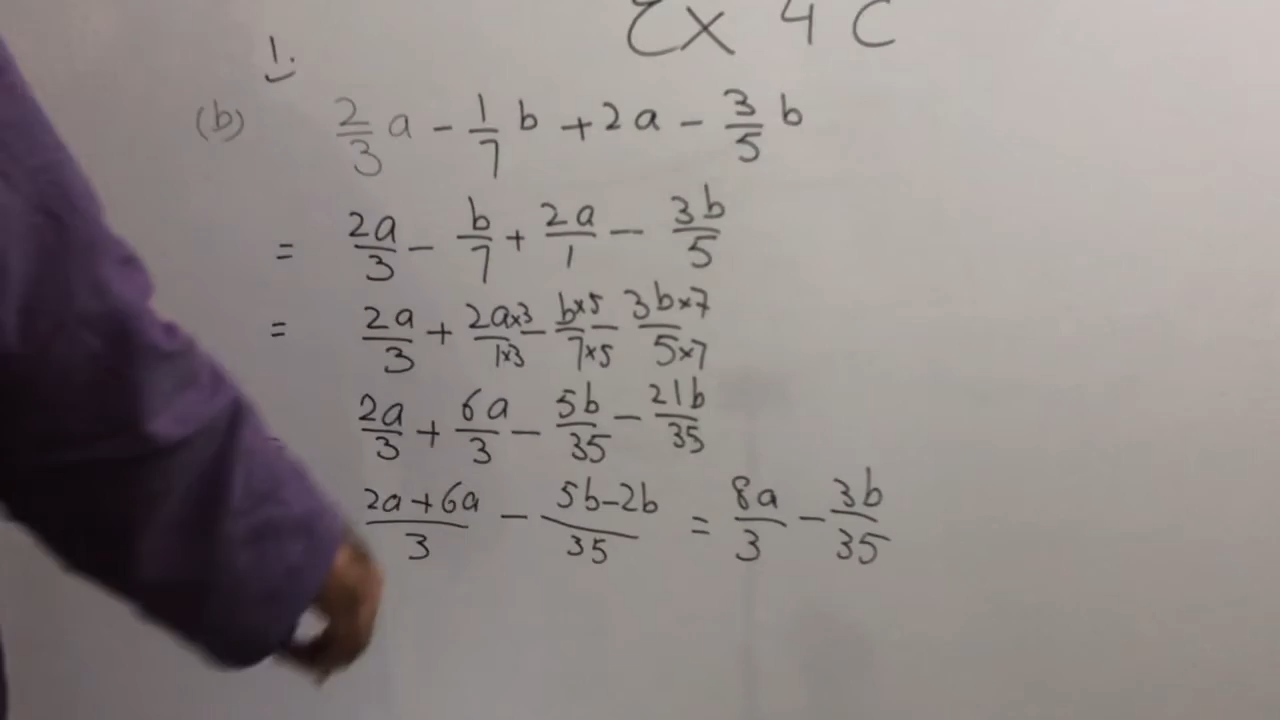 Ex 4 C
1.
(b) 2/3 a - 1/7 b + 2a - 3/5 b
= 2a/3 - b/7 + 2a/1 - 3b/5
= 2a/3 + 2a×3/1×3 - b×5/7×5 - 3b×7/5×7
2a/3 + 6a/3 - 5b/35 - 21b/35
2a+6a/3 - 5b-2b/35 = 8a/3 - 3b/35